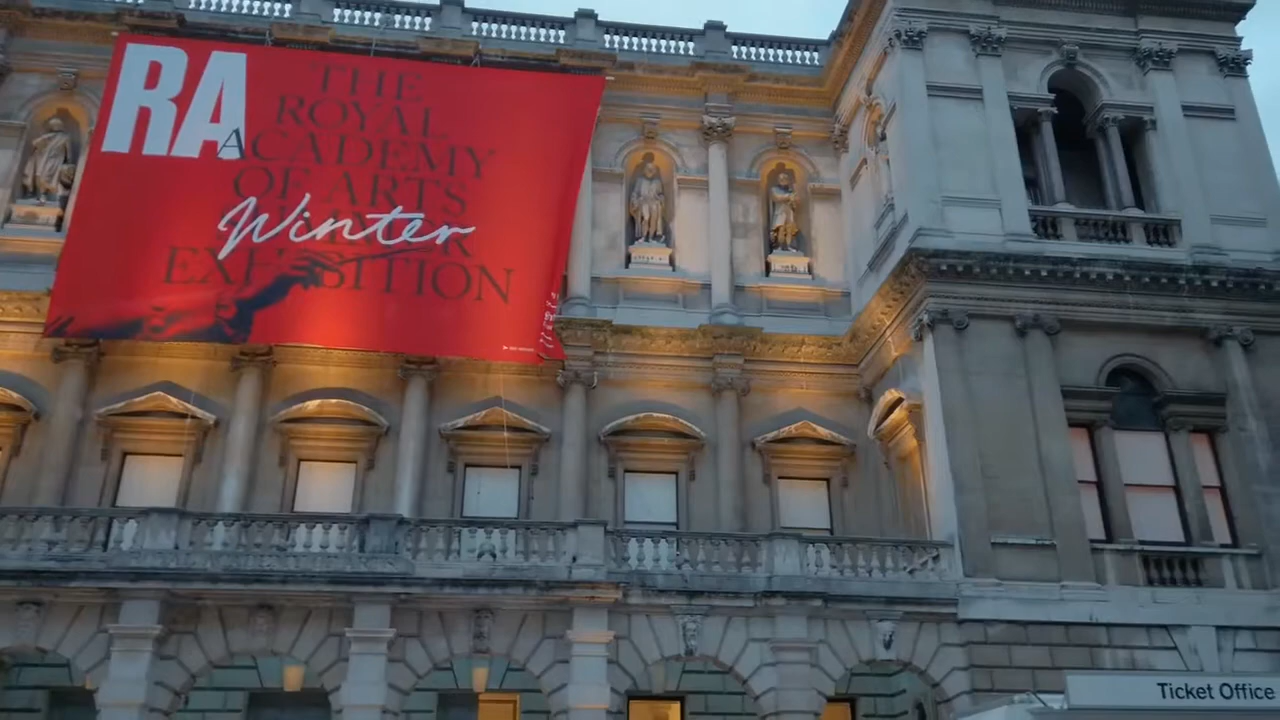 RA
THE
ROYAL
ACADEMY
OF ARTS
Winter
EXHIBITION
Ticket Office